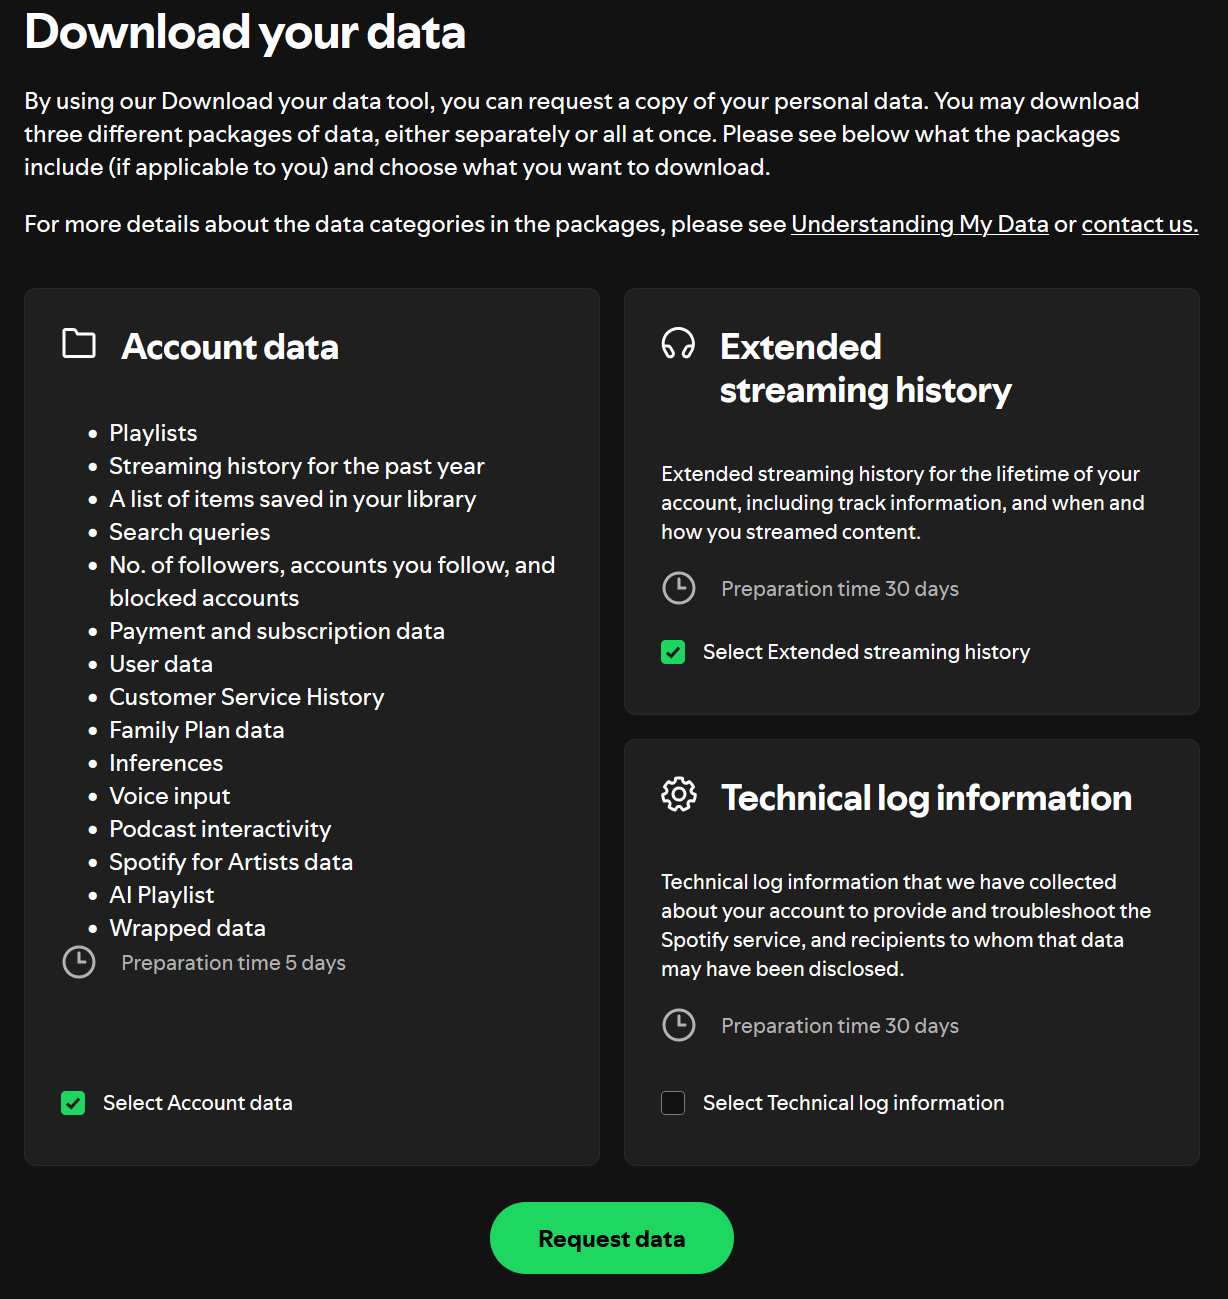 Download your data
By using our Download your data tool, you can request a copy of your personal data. You may download
three different packages of data, either separately or all at once. Please see below what the packages
include (if applicable to you) and choose what you want to download.
For more details about the data categories in the packages, please see Understanding My Data or contact us.
Account data
• Playlists
• Streaming history for the past year
• A list of items saved in your library
• Search queries
• No. of followers, accounts you follow, and
blocked accounts
• Payment and subscription data
• User data
• Customer Service History
• Family Plan data
• Inferences
• Voice input
• Podcast interactivity
• Spotify for Artists data
• AI Playlist
• Wrapped data
Preparation time 5 days
Select Account data
Extended
streaming history
Extended streaming history for the lifetime of your
account, including track information, and when and
how you streamed content.
Preparation time 30 days
Select Extended streaming history
Technical log information
Technical log information that we have collected
about your account to provide and troubleshoot the
Spotify service, and recipients to whom that data
may have been disclosed.
Preparation time 30 days
Select Technical log information
Request data